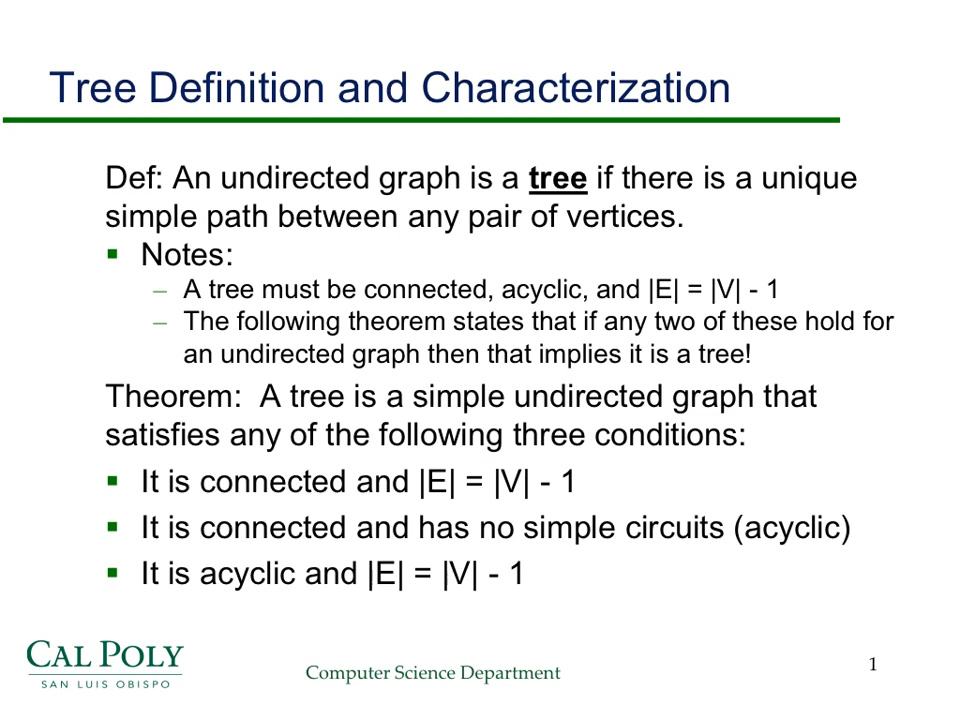 Tree Definition and Characterization
Def: An undirected graph is a tree if there is a unique
simple path between any pair of vertices.
▪ Notes:
– A tree must be connected, acyclic, and |E| = |V| - 1
– The following theorem states that if any two of these hold for
an undirected graph then that implies it is a tree!
Theorem:  A tree is a simple undirected graph that
satisfies any of the following three conditions:
▪ It is connected and |E| = |V| - 1
▪ It is connected and has no simple circuits (acyclic)
▪ It is acyclic and |E| = |V| - 1
CAL POLY
SAN LUIS OBISPO
Computer Science Department
1